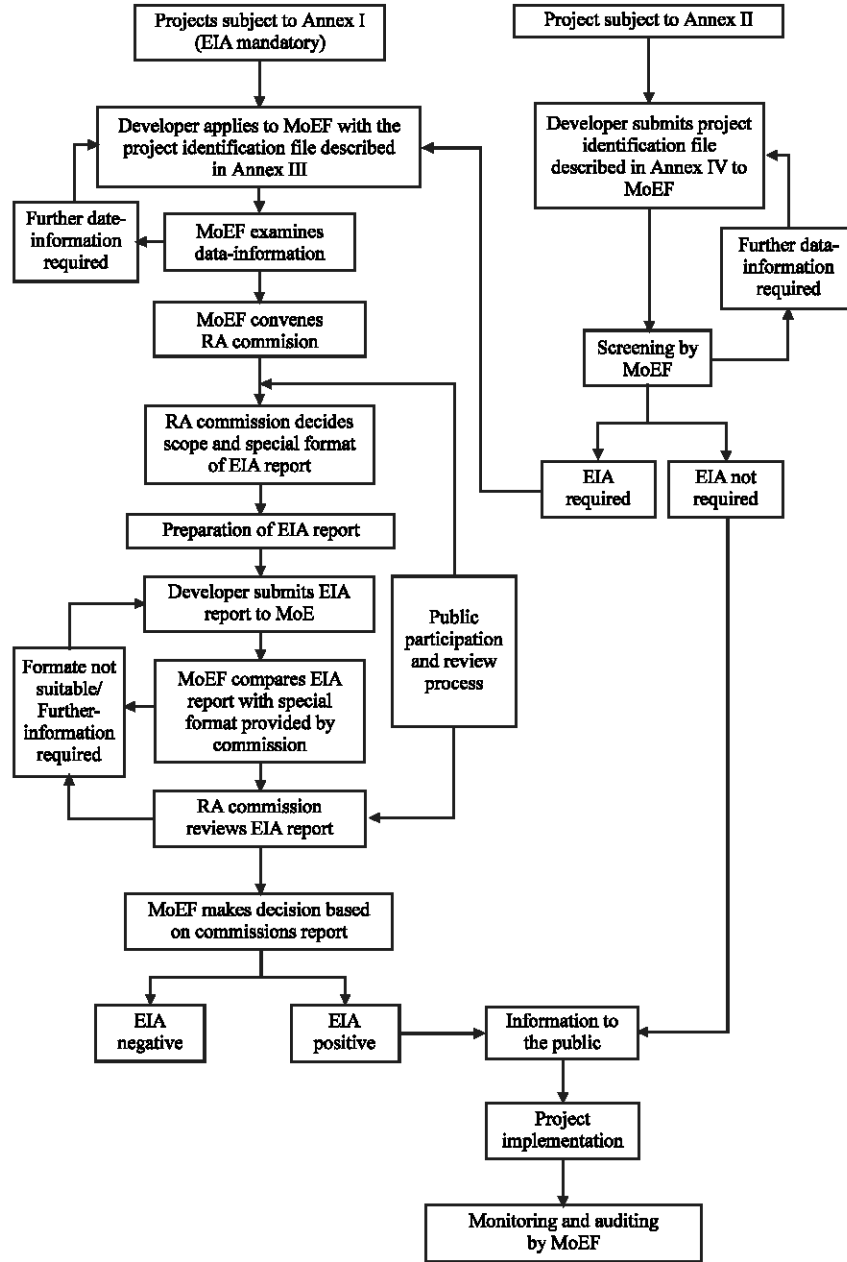 Projects subject to Annex I
(EIA mandatory)
Project subject to Annex II
Developer applies to MoEF with the
project identification file described
in Annex III
Developer submits project
identification file
described in Annex IV to
MoEF
Further date-
information
required
MoEF examines
data-information
Further data-
information
required
MoEF convenes
RA commision
Screening by
MoEF
RA commission decides
scope and special format
of EIA report
EIA
required
EIA not
required
Preparation of EIA report
Developer submits EIA
report to MoE
Public
participation
and review
process
Formate not
suitable/
Further-
information
required
MoEF compares EIA
report with special
format provided by
commission
RA commission
reviews EIA report
MoEF makes decision based
on commissions report
EIA
negative
EIA
positive
Information to
the public
Project
implementation
Monitoring and auditing
by MoEF